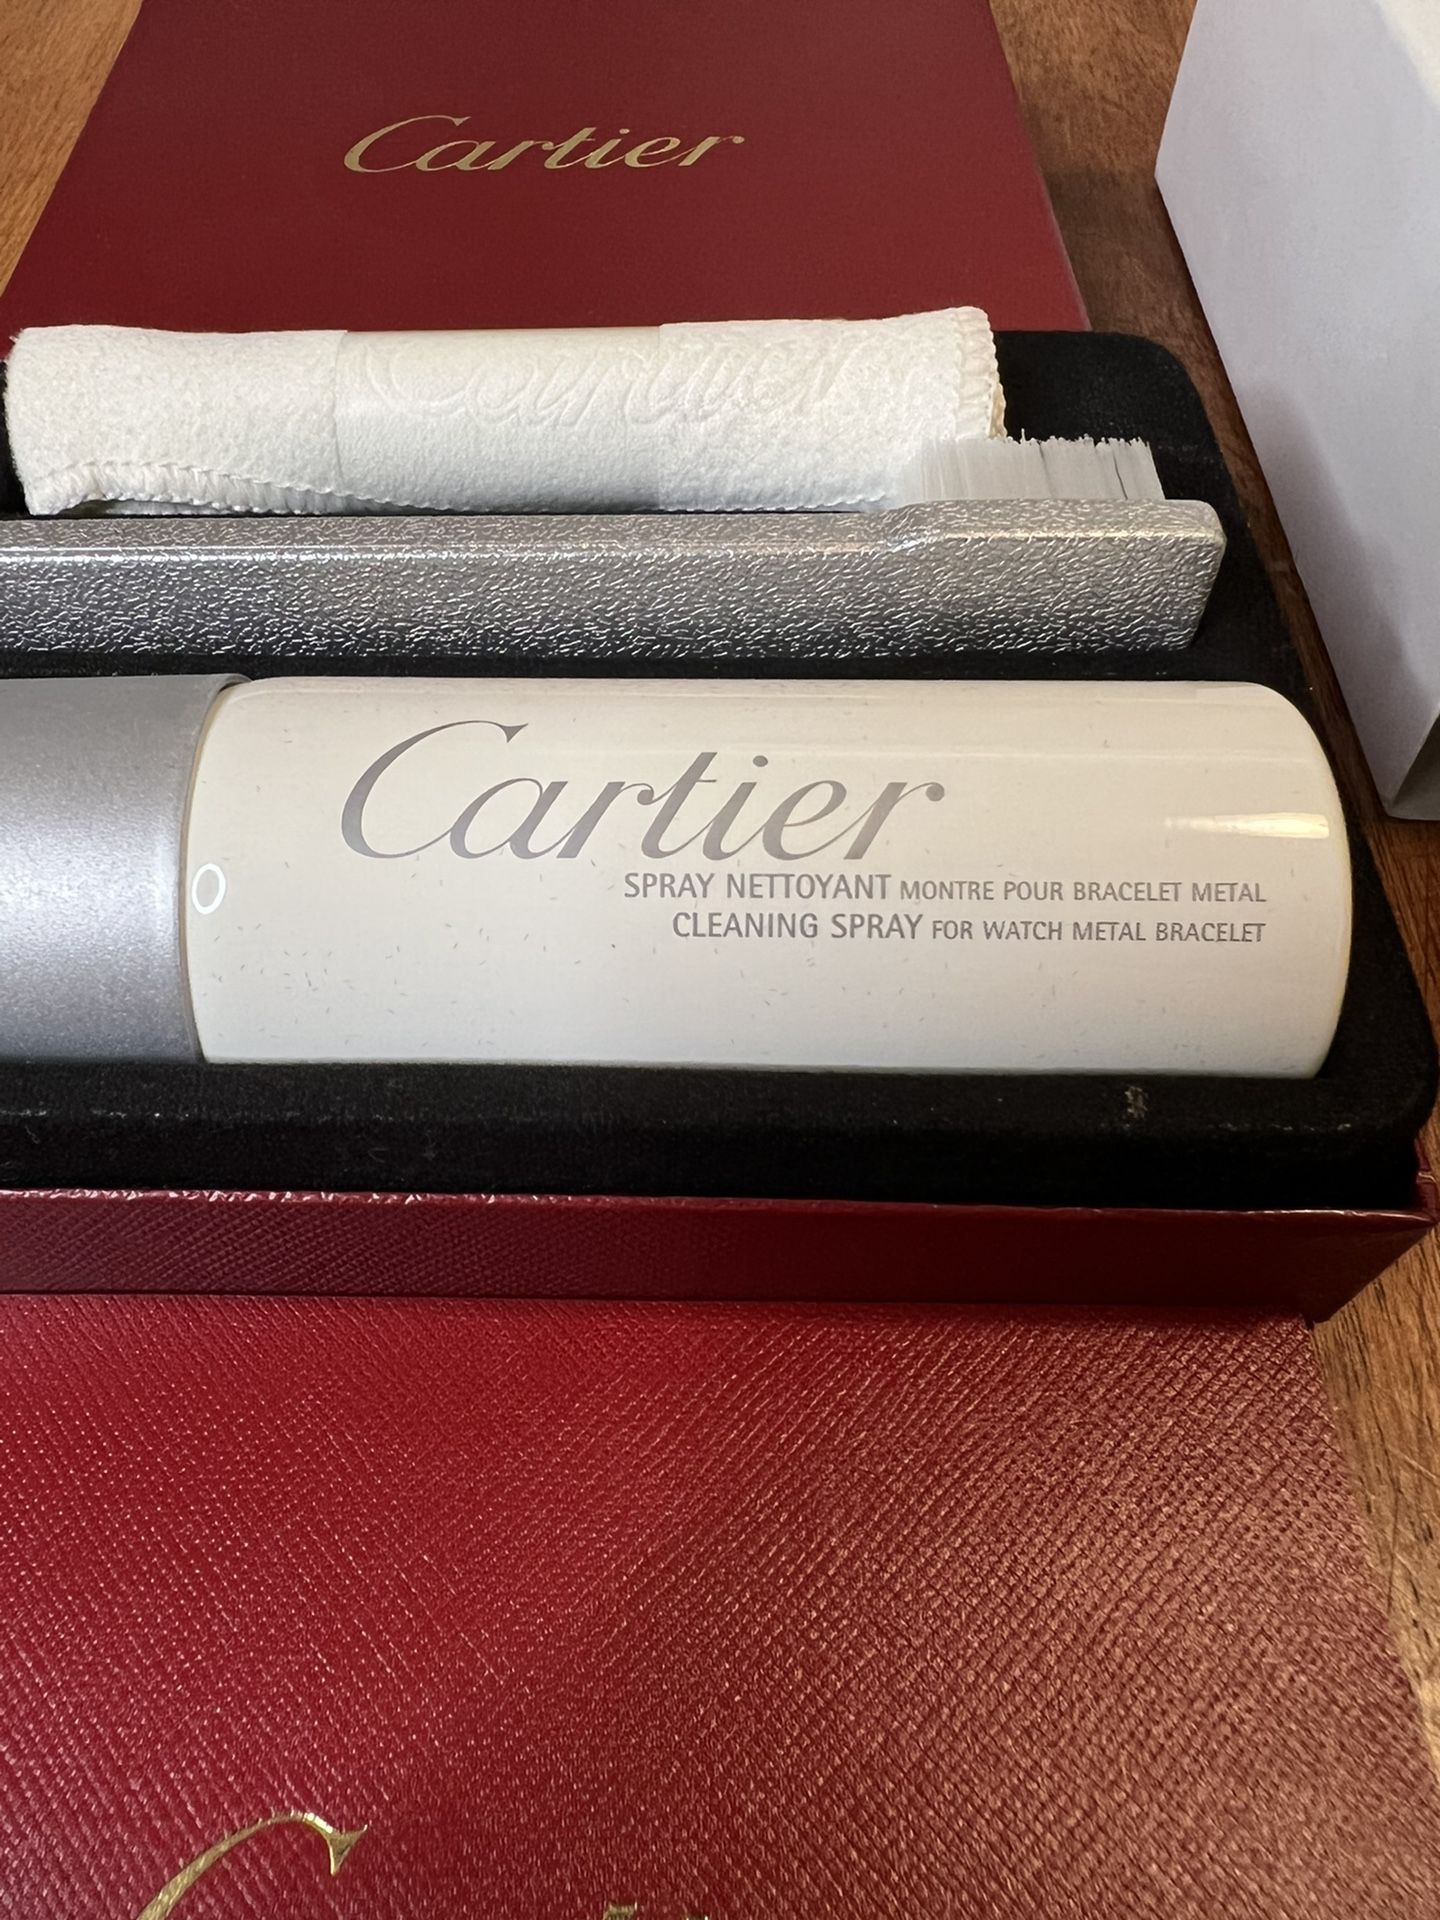 Cartier
Cartier
Cartier
SPRAY NETTOYANT MONTRE POUR BRACELET METAL
CLEANING SPRAY FOR WATCH METAL BRACELET